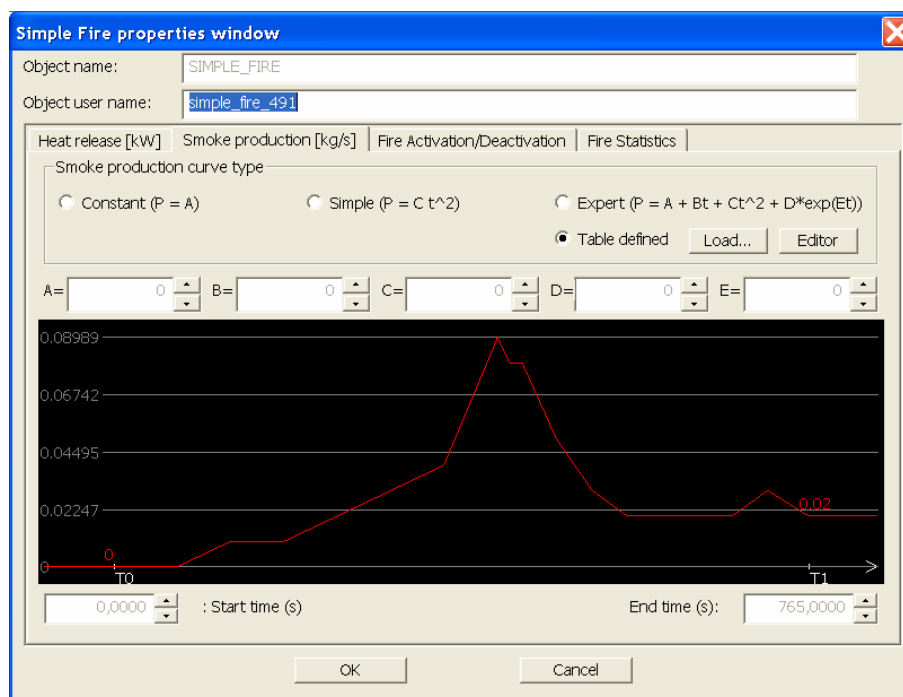 Simple Fire properties window
Object name: SIMPLE_FIRE
Object user name: simple_fire_491
Heat release [kW] Smoke production [kg/s] Fire Activation/Deactivation Fire Statistics
Smoke production curve type
Constant (P = A) Simple (P = C t^2) Expert (P = A + Bt + Ct^2 + D*exp(Et))
Table defined Load... Editor
A= 0 B= 0 C= 0 D= 0 E= 0
0.08989
0.06742
0.04495
0.02247 0.02
0 0
T0 T1
0,0000 : Start time (s) End time (s): 765,0000
OK Cancel